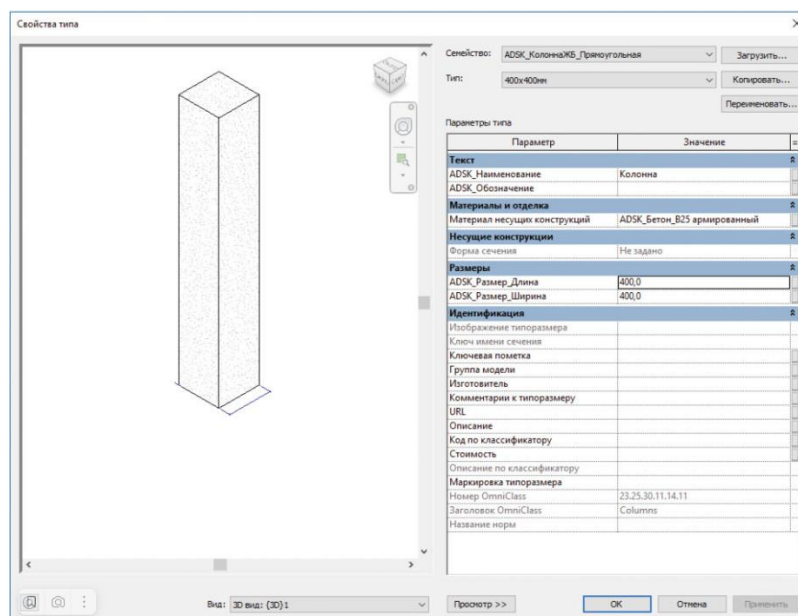 Свойства типа
Семейство: ADSK_КолоннаЖБ_Прямоугольная Загрузить...
Тип: 400х400мм Копировать...
Переименовать...
Параметры типа
Параметр Значение =
Текст
ADSK_Наименование Колонна
ADSK_Обозначение
Материалы и отделка
Материал несущих конструкций ADSK_Бетон_B25 армированный
Несущие конструкции
Форма сечения Не задано
Размеры
ADSK_Размер_Длина 400,0
ADSK_Размер_Ширина 400,0
Идентификация
Изображение типоразмера
Ключ имени сечения
Ключевая пометка
Группа модели
Изготовитель
Комментарии к типоразмеру
URL
Описание
Код по классификатору
Стоимость
Описание по классификатору
Маркировка типоразмера
Номер OmniClass 23.25.30.11.14.11
Заголовок OmniClass Columns
Название норм
Вид: 3D вид: {3D}1 Просмотр >> OK Отмена Применить